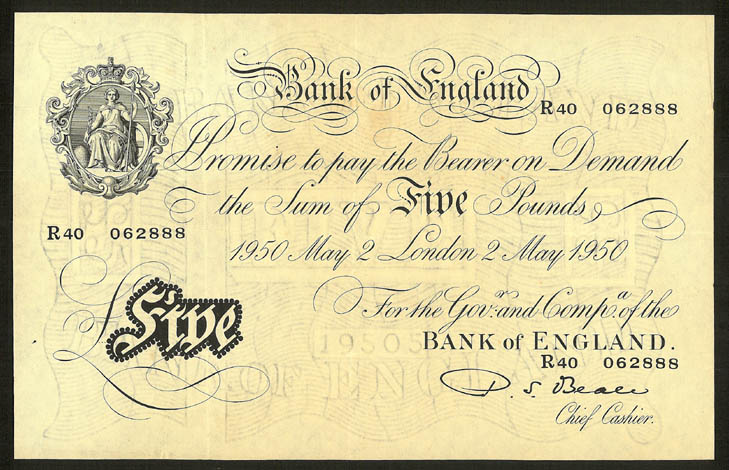 Bank of England
R40 062888
I Promise to pay the Bearer on Demand
the Sum of Five Pounds
R40 062888
1950 May 2 London 2 May 1950
For the Govr. and Compa. of the
£ Five
BANK of ENGLAND.
R40 062888
P. S. Beale
Chief Cashier.